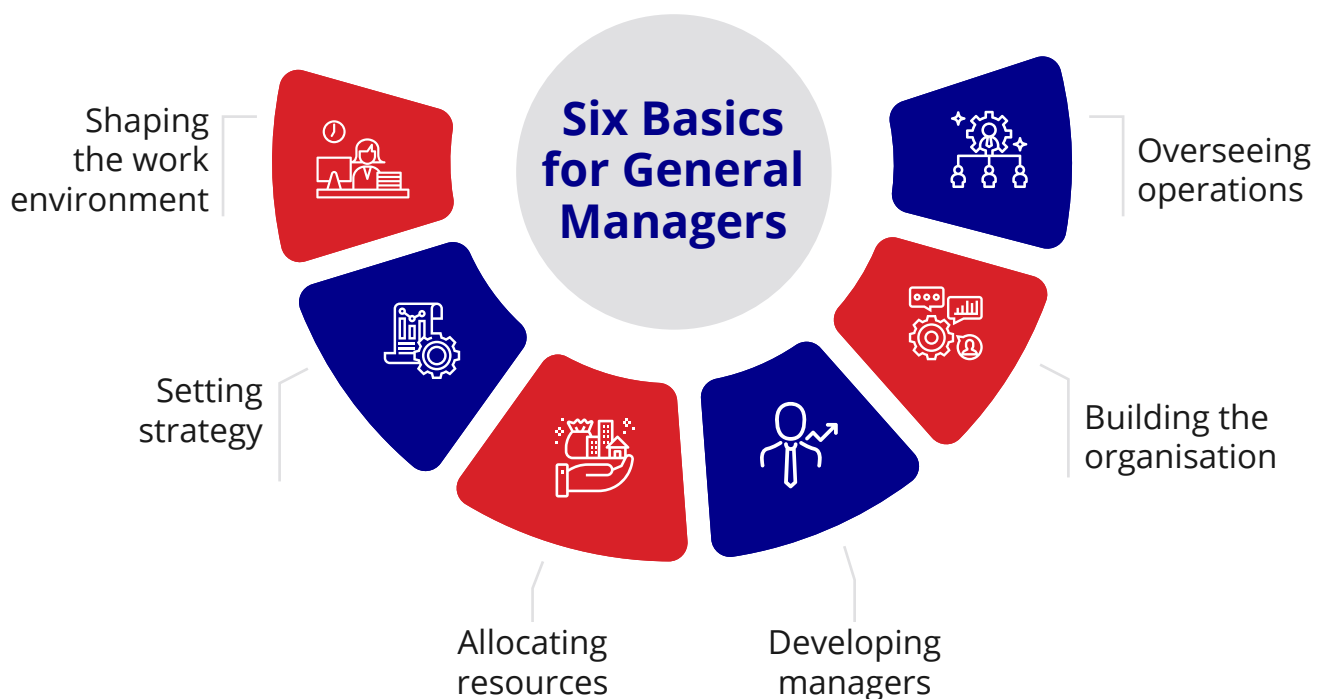 Six Basics
for General
Managers
Shaping
the work
environment
Setting
strategy
Allocating
resources
Developing
managers
Building the
organisation
Overseeing
operations